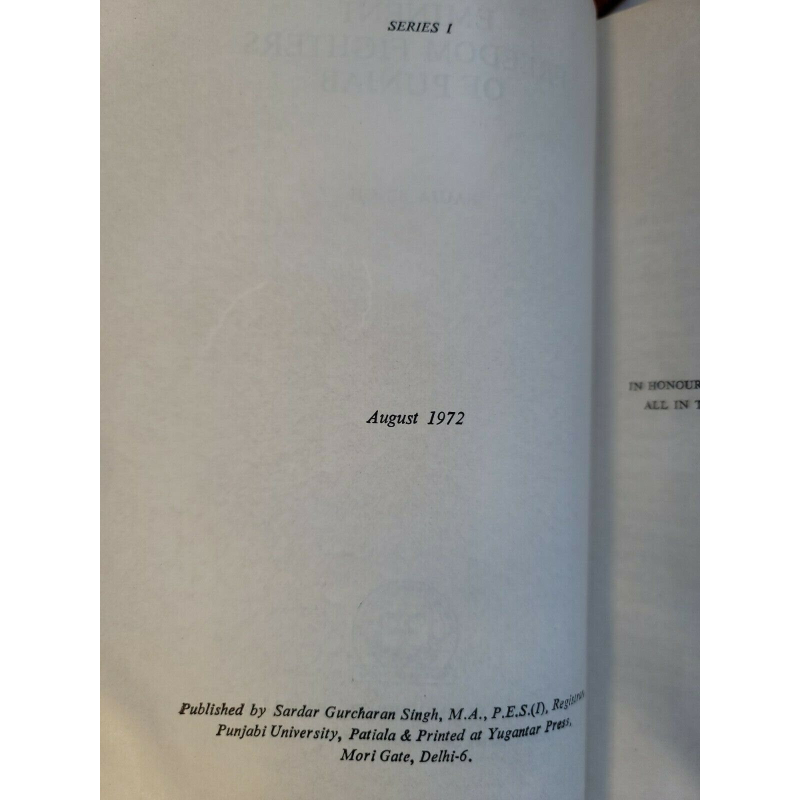 SERIES I
August 1972
Published by Sardar Gurcharan Singh, M.A., P.E.S.(I), Registrar,
Punjabi University, Patiala & Printed at Yugantar Press,
Mori Gate, Delhi-6.
IN HONOUR
ALL IN T